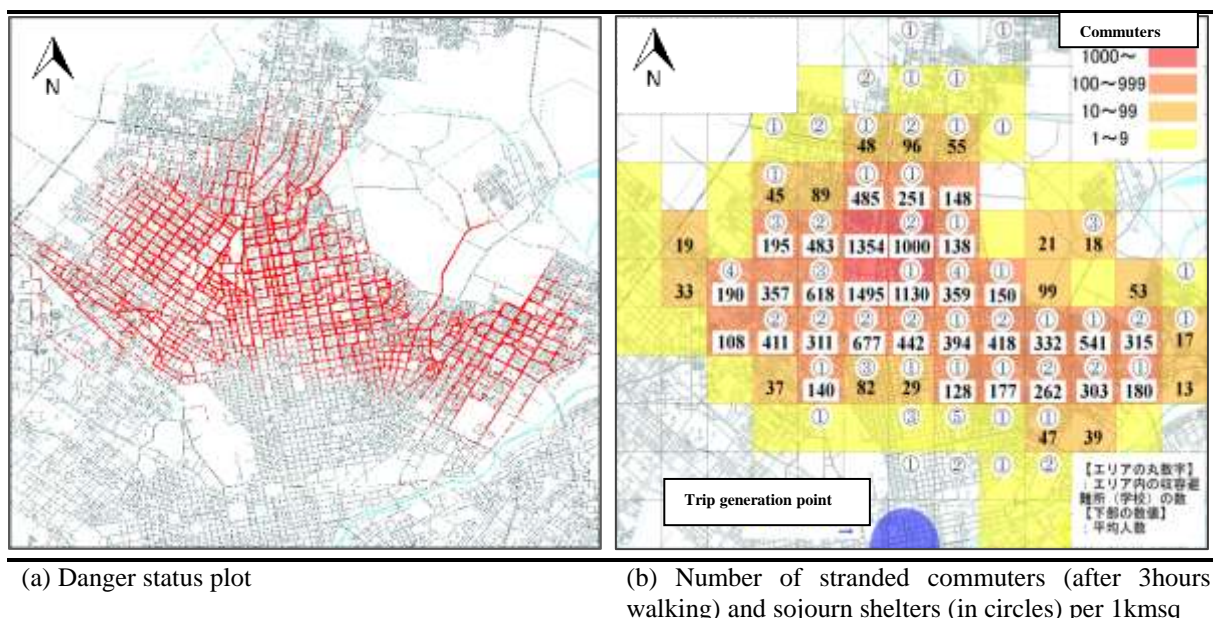 N
N
Commuters
1000~
100~999
10~99
1~9
① ①
② ① ①
① ② ① ② ① ①
48 96 55
① ① ①
45 89 485 251 148
③ ② ② ① ③
19 195 483 1354 1000 138 21 18
④ ③ ① ④ ① ①
33 190 357 618 1495 1130 359 150 99 53
② ② ② ② ① ① ① ① ② ①
108 411 311 677 442 394 418 332 541 315 17
① ③ ① ① ① ② ② ①
37 140 82 29 128 177 262 303 180 13
① ③ ⑤ ① ①
47 39
① ② ① ②
【エリアの丸数字】
:エリア内の収容避
難所(学校)の数
【下部の数値】
:平均人数
Trip generation point
(a) Danger status plot
(b) Number of stranded commuters (after 3hours
walking) and sojourn shelters (in circles) per 1kmsq